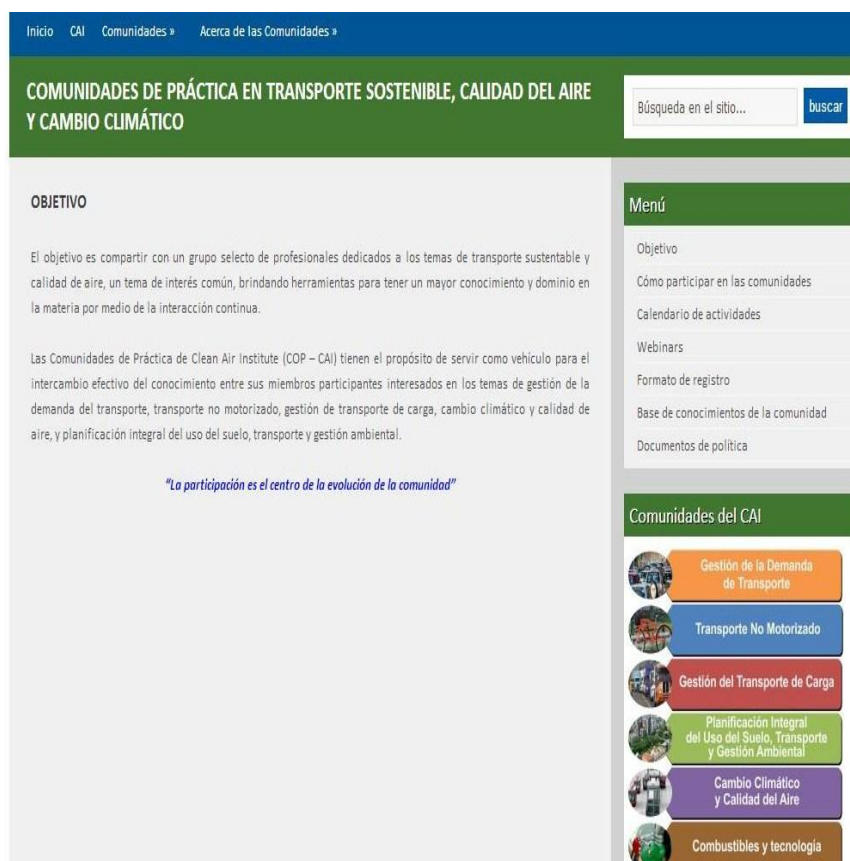 Inicio CAI Comunidades » Acerca de las Comunidades »
COMUNIDADES DE PRÁCTICA EN TRANSPORTE SOSTENIBLE, CALIDAD DEL AIRE
Y CAMBIO CLIMÁTICO
Búsqueda en el sitio... buscar
OBJETIVO
El objetivo es compartir con un grupo selecto de profesionales dedicados a los temas de transporte sustentable y
calidad de aire, un tema de interés común, brindando herramientas para tener un mayor conocimiento y dominio en
la materia por medio de la interacción continua.
Las Comunidades de Práctica de Clean Air Institute (COP – CAI) tienen el propósito de servir como vehículo para el
intercambio efectivo del conocimiento entre sus miembros participantes interesados en los temas de gestión de la
demanda del transporte, transporte no motorizado, gestión de transporte de carga, cambio climático y calidad de
aire, y planificación integral del uso del suelo, transporte y gestión ambiental.
“La participación es el centro de la evolución de la comunidad”
Menú
Objetivo
Cómo participar en las comunidades
Calendario de actividades
Webinars
Formato de registro
Base de conocimientos de la comunidad
Documentos de política
Comunidades del CAI
Gestión de la Demanda
de Transporte
Transporte No Motorizado
Gestión del Transporte de Carga
Planificación Integral
del Uso del Suelo, Transporte
y Gestión Ambiental
Cambio Climático
y Calidad del Aire
Combustibles y tecnología